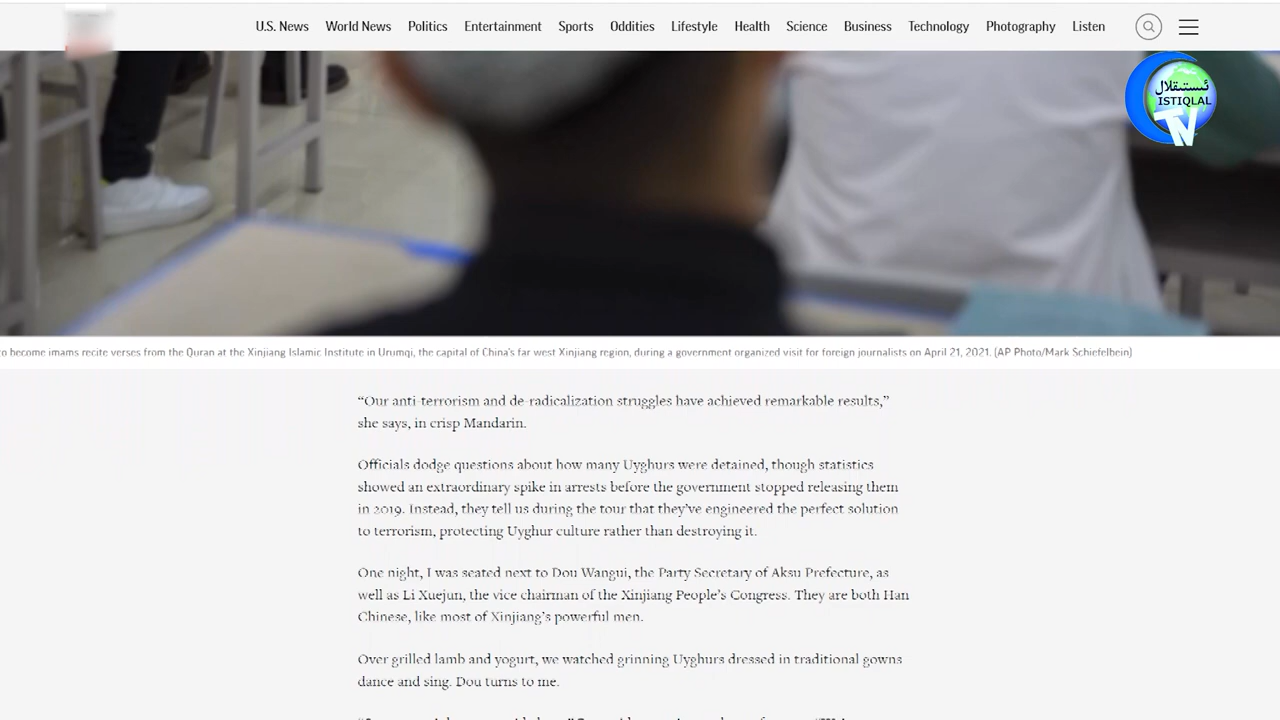 U.S. News World News Politics Entertainment Sports Oddities Lifestyle Health Science Business Technology Photography Listen
ئىستىقلال
ISTIQLAL
TV
o become imams recite verses from the Quran at the Xinjiang Islamic Institute in Urumqi, the capital of China's far west Xinjiang region, during a government organized visit for foreign journalists on April 21, 2021. (AP Photo/Mark Schiefelbein)
“Our anti-terrorism and de-radicalization struggles have achieved remarkable results,”
she says, in crisp Mandarin.
Officials dodge questions about how many Uyghurs were detained, though statistics
showed an extraordinary spike in arrests before the government stopped releasing them
in 2019. Instead, they tell us during the tour that they’ve engineered the perfect solution
to terrorism, protecting Uyghur culture rather than destroying it.
One night, I was seated next to Dou Wangui, the Party Secretary of Aksu Prefecture, as
well as Li Xuejun, the vice chairman of the Xinjiang People’s Congress. They are both Han
Chinese, like most of Xinjiang’s powerful men.
Over grilled lamb and yogurt, we watched grinning Uyghurs dressed in traditional gowns
dance and sing. Dou turns to me.